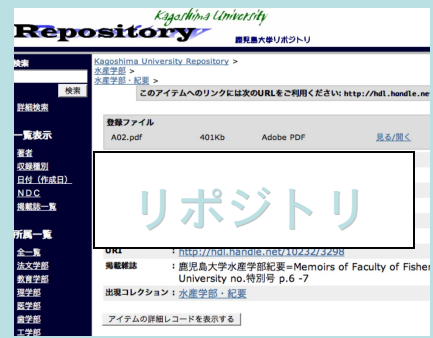 Kagoshima University
Repository
鹿児島大学リポジトリ
検索
検索
詳細検索
一覧表示
著者
収録種別
日付（作成日）
NDC
掲載誌一覧
所属一覧
全一覧
法文学部
教育学部
理学部
医学部
歯学部
工学部
Kagoshima University Repository >
水産学部 >
水産学部・紀要 >
このアイテムへのリンクには次のURLをご利用ください: http://hdl.handle.ne
登録ファイル
A02.pdf 401Kb Adobe PDF 見る/開く
リポジトリ
URI : http://hdl.handle.net/10232/3298
掲載雑誌 : 鹿児島大学水産学部紀要=Memoirs of Faculty of Fisher
University no.特別号 p.6 -7
出現コレクション : 水産学部・紀要
アイテムの詳細レコードを表示する